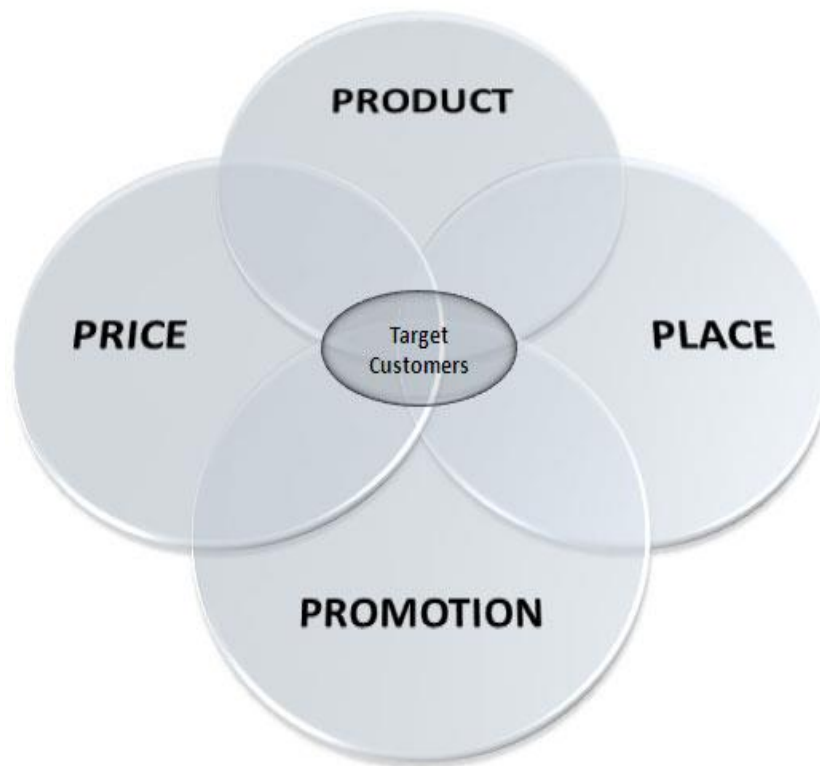 PRODUCT
PRICE
Target
Customers
PLACE
PROMOTION